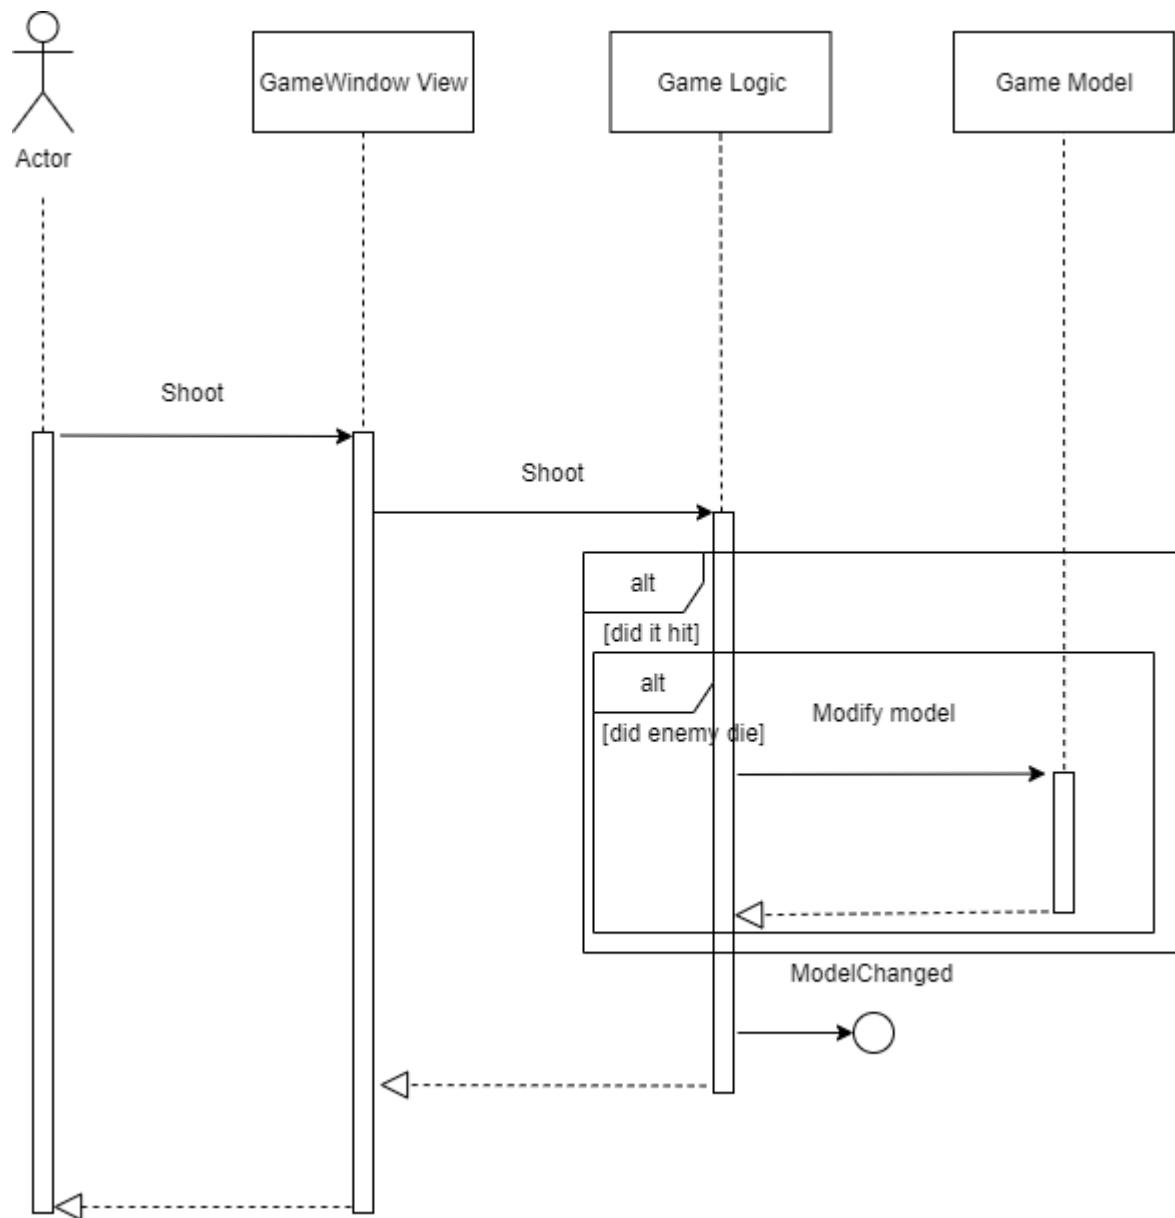 Actor
GameWindow View
Game Logic
Game Model
Shoot
Shoot
alt
[did it hit]
alt
Modify model
[did enemy die]
ModelChanged